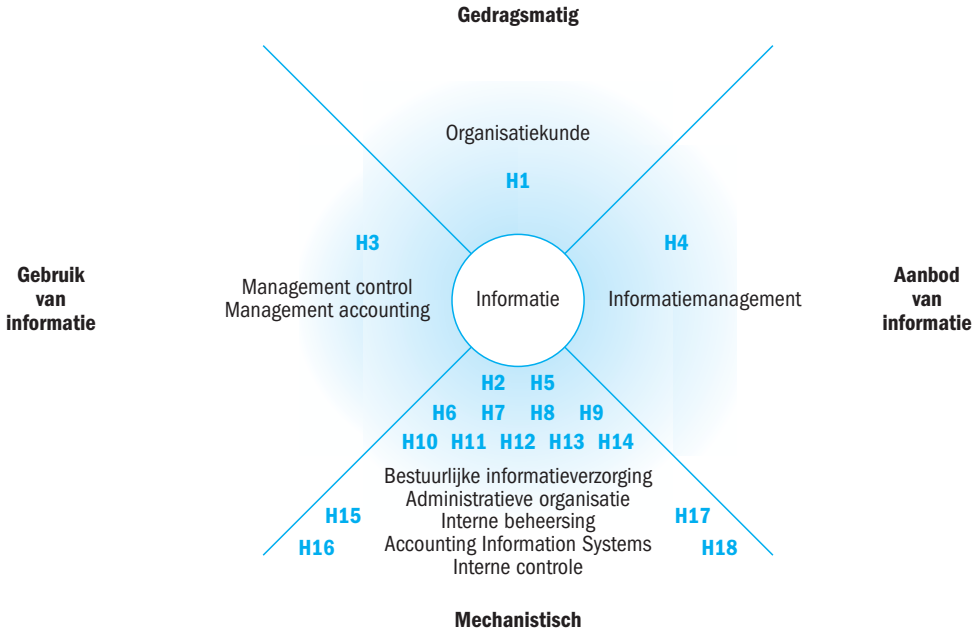 Gedragsmatig
Organisatiekunde
H1
H3
H4
Gebruik
van
informatie
Management control
Management accounting
Informatie
Informatiemanagement
Aanbod
van
informatie
H2 H5
H6 H7 H8 H9
H10 H11 H12 H13 H14
Bestuurlijke informatieverzorging
Administratieve organisatie
Interne beheersing
Accounting Information Systems
Interne controle
H15
H16
H17
H18
Mechanistisch